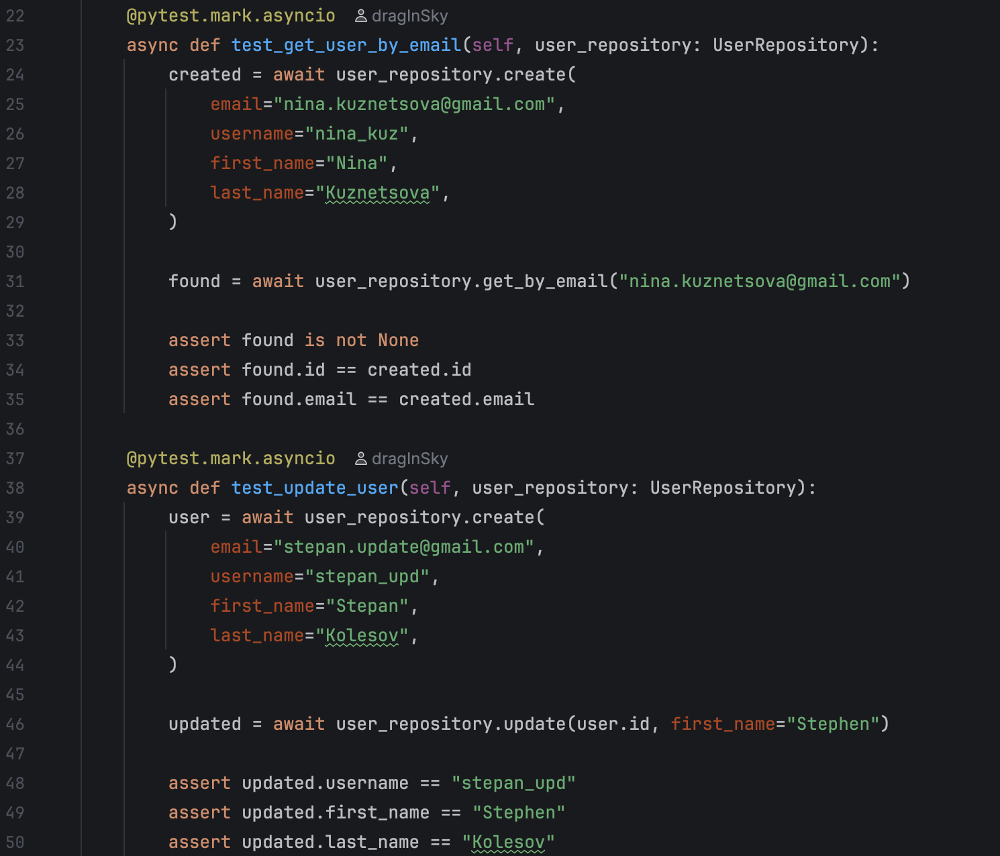 22 @pytest.mark.asyncio dragInSky
23 async def test_get_user_by_email(self, user_repository: UserRepository):
24 created = await user_repository.create(
25 email="nina.kuznetsova@gmail.com",
26 username="nina_kuz",
27 first_name="Nina",
28 last_name="Kuznetsova",
29 )
30
31 found = await user_repository.get_by_email("nina.kuznetsova@gmail.com")
32
33 assert found is not None
34 assert found.id == created.id
35 assert found.email == created.email
36
37 @pytest.mark.asyncio dragInSky
38 async def test_update_user(self, user_repository: UserRepository):
39 user = await user_repository.create(
40 email="stepan.update@gmail.com",
41 username="stepan_upd",
42 first_name="Stepan",
43 last_name="Kolesov",
44 )
45
46 updated = await user_repository.update(user.id, first_name="Stephen")
47
48 assert updated.username == "stepan_upd"
49 assert updated.first_name == "Stephen"
50 assert updated.last_name == "Kolesov"